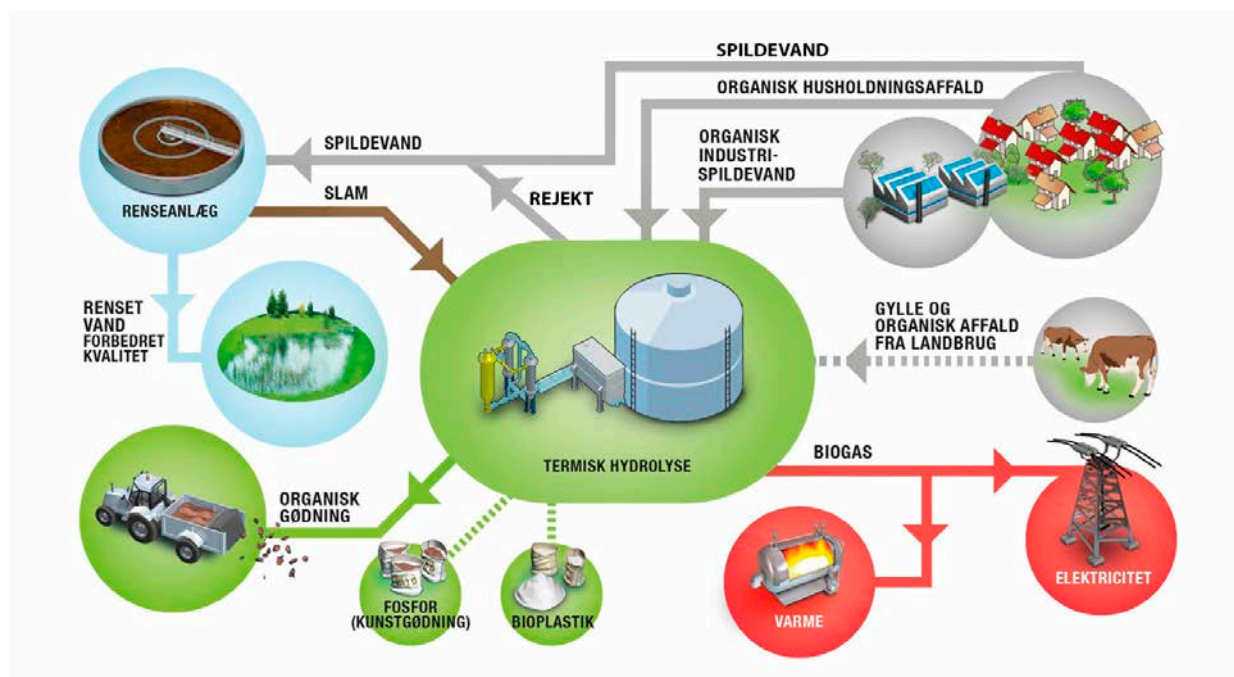 SPILDEVAND
ORGANISK HUSHOLDNINGSAFFALD
ORGANISK
INDUSTRI-
SPILDEVAND
SPILDEVAND
SLAM
REJEKT
RENSEANLÆG
RENSET
VAND
FORBEDRET
KVALITET
GYLLE OG
ORGANISK AFFALD
FRA LANDBRUG
TERMISK HYDROLYSE
BIOGAS
ORGANISK
GØDNING
FOSFOR
(KUNSTGØDNING)
BIOPLASTIK
VARME
ELEKTRICITET